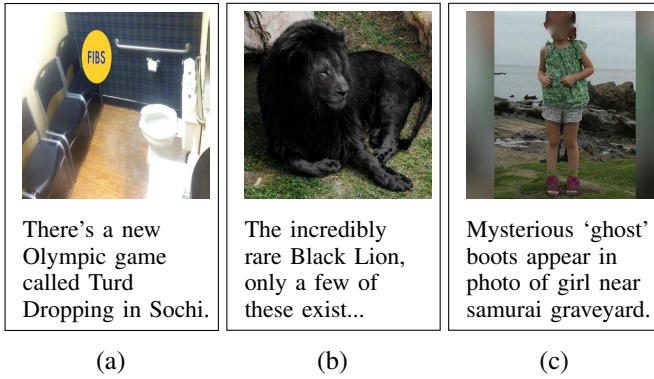 FIBS
There's a new
Olympic game
called Turd
Dropping in Sochi.
(a)
The incredibly
rare Black Lion,
only a few of
these exist...
(b)
Mysterious ‘ghost’
boots appear in
photo of girl near
samurai graveyard.
(c)